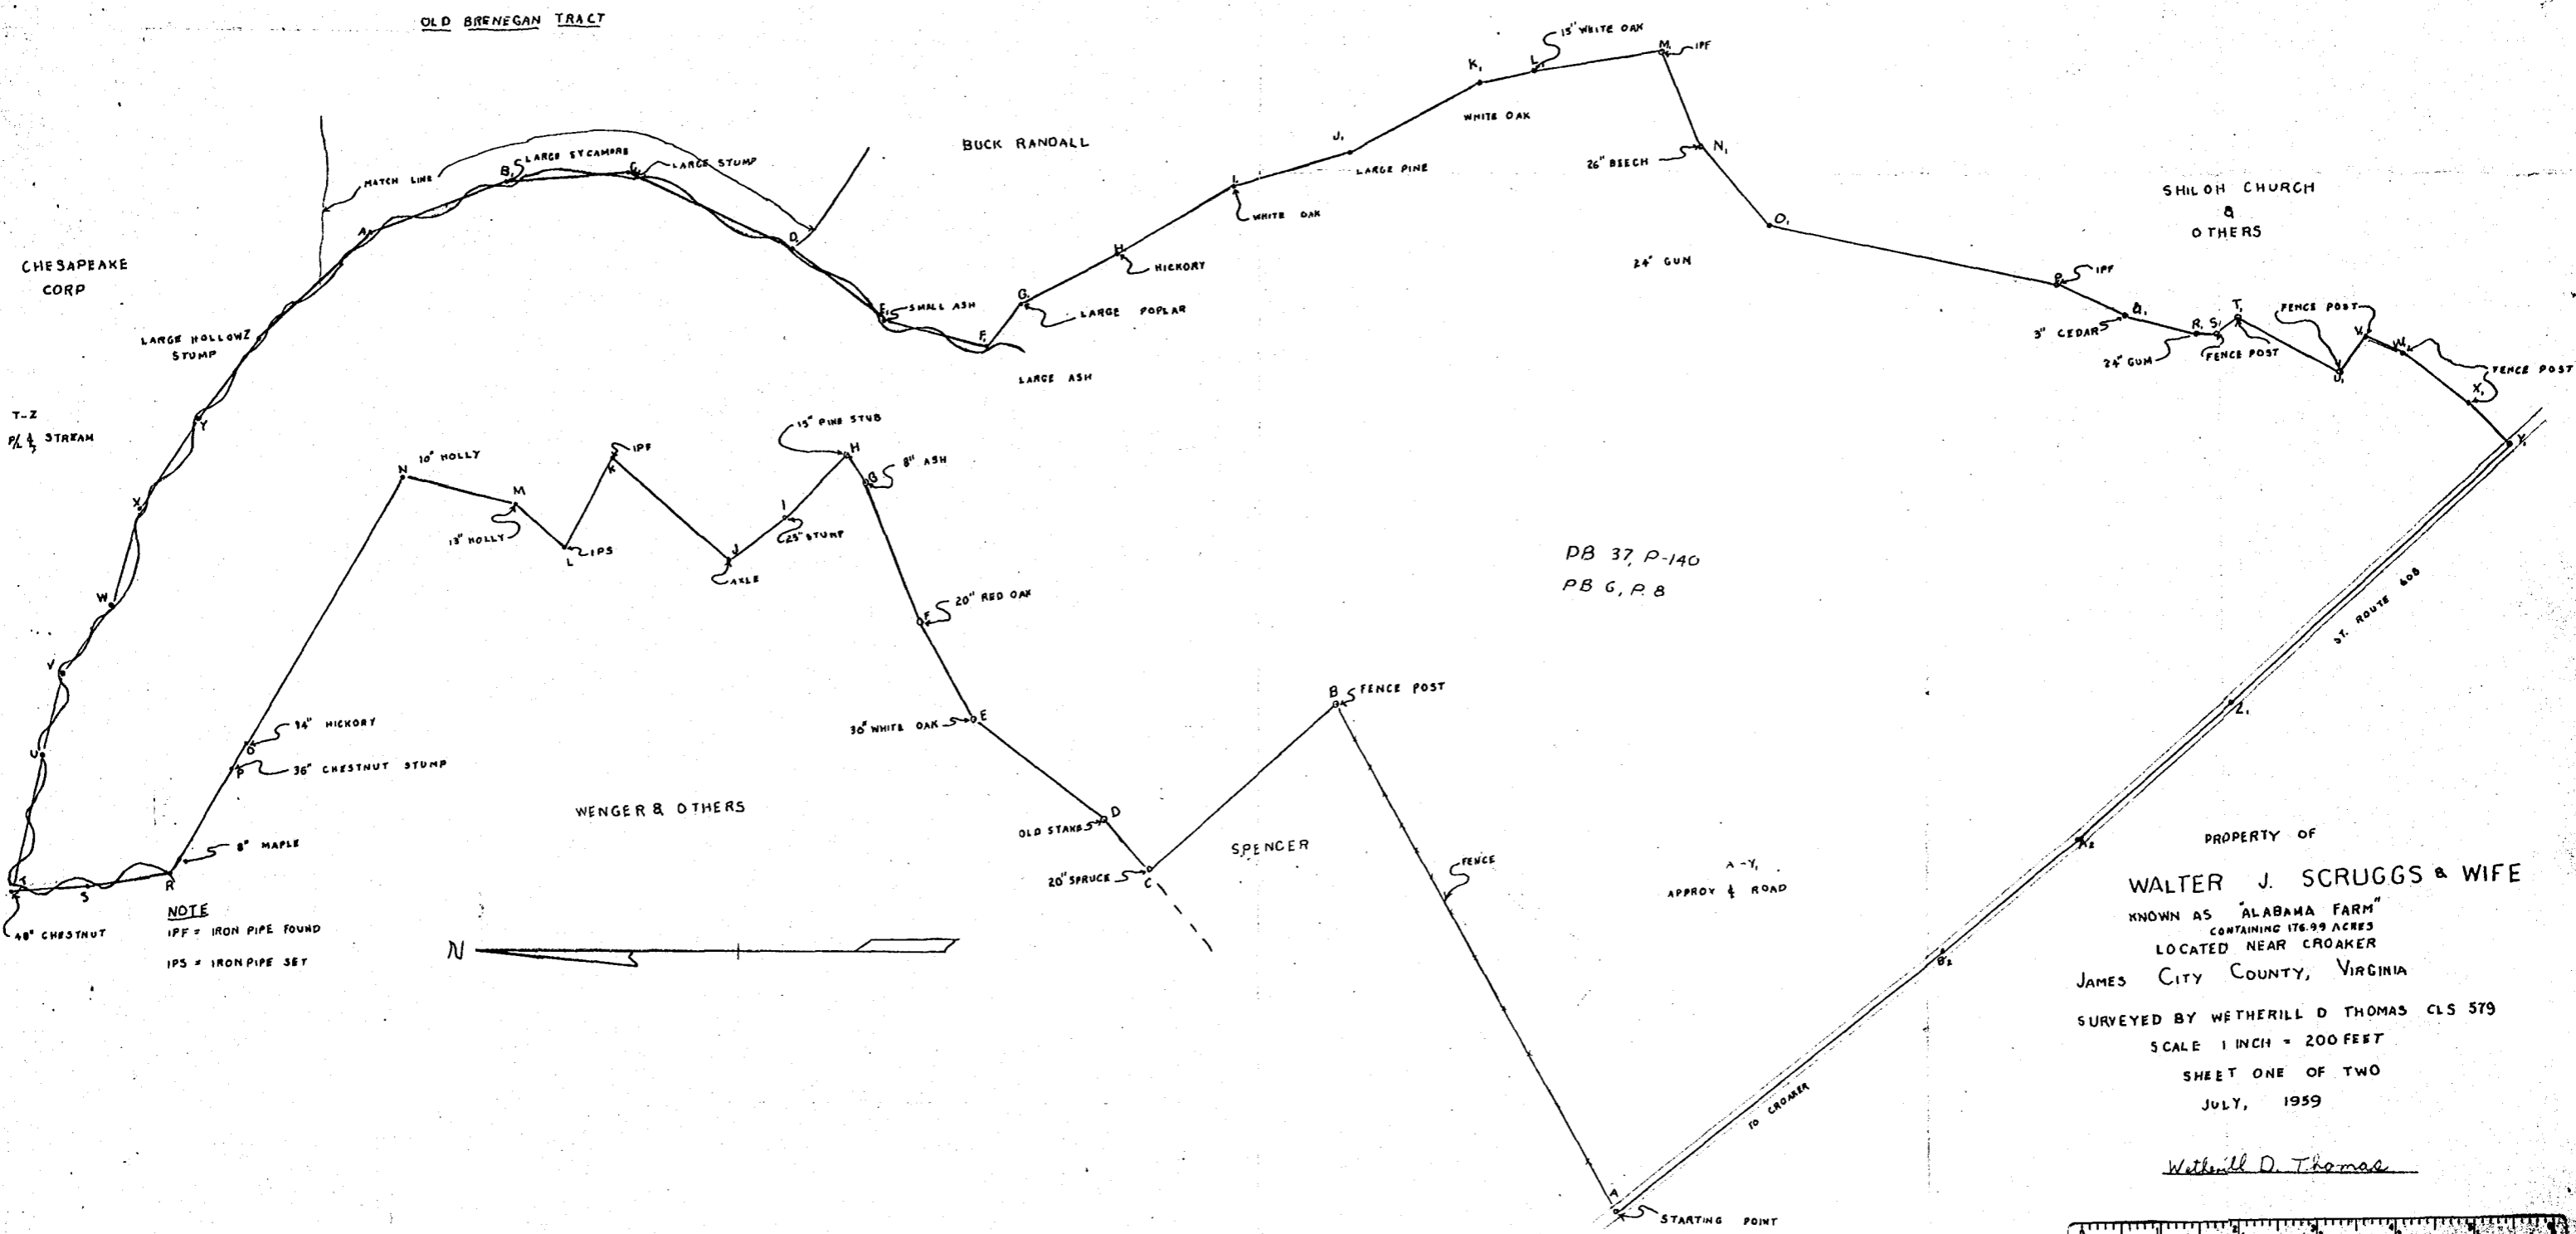 OLD BRENEGAN TRACT
15" WHITE OAK
K,
L,
M,
IPF
WHITE OAK
BUCK RANDALL
J,
LARGE PINE
26" BEECH
N,
LARGE SYCAMORE
B,
LARGE STUMP
MATCH LINE
I,
WHITE OAK
SHILOH CHURCH
&
OTHERS
A,
D,
H,
HICKORY
O,
24" GUM
CHESAPEAKE
CORP
P,
IPF
G,
LARGE POPLAR
SMALL ASH
E,
F,
LARGE ASH
LARGE HOLLOW
STUMP
Z
3" CEDAR
Q,
R,
S,
T,
24" GUM
FENCE POST
FENCE POST
U,
V,
W,
FENCE POST
X,
Y,
T-Z
P/L ℄ STREAM
Y
X
W
V
U
T
S
R
N
10" HOLLY
M
13" HOLLY
L
IPS
IPF
K
J
AXLE
I
25" STUMP
15" PINE STUB
H
G
8" ASH
F
20" RED OAK
30" WHITE OAK
E
D
OLD STAKE
20" SPRUCE
C
B
FENCE POST
O
P
36" CHESTNUT STUMP
8" MAPLE
48" CHESTNUT
WENGER & OTHERS
SPENCER
FENCE
DB 37, P-140
PB 6, P. 8
ST. ROUTE 608
Z,
A2
B2
A-Y,
APPROX ℄ ROAD
TO CROAKER
A
STARTING POINT
NOTE
IPF = IRON PIPE FOUND
IPS = IRON PIPE SET
N
PROPERTY OF
WALTER J. SCRUGGS & WIFE
KNOWN AS "ALABAMA FARM"
CONTAINING 176.99 ACRES
LOCATED NEAR CROAKER
JAMES CITY COUNTY, VIRGINIA
SURVEYED BY WETHERILL D THOMAS CLS 579
SCALE 1 INCH = 200 FEET
SHEET ONE OF TWO
JULY, 1959
Wetherill D. Thomas